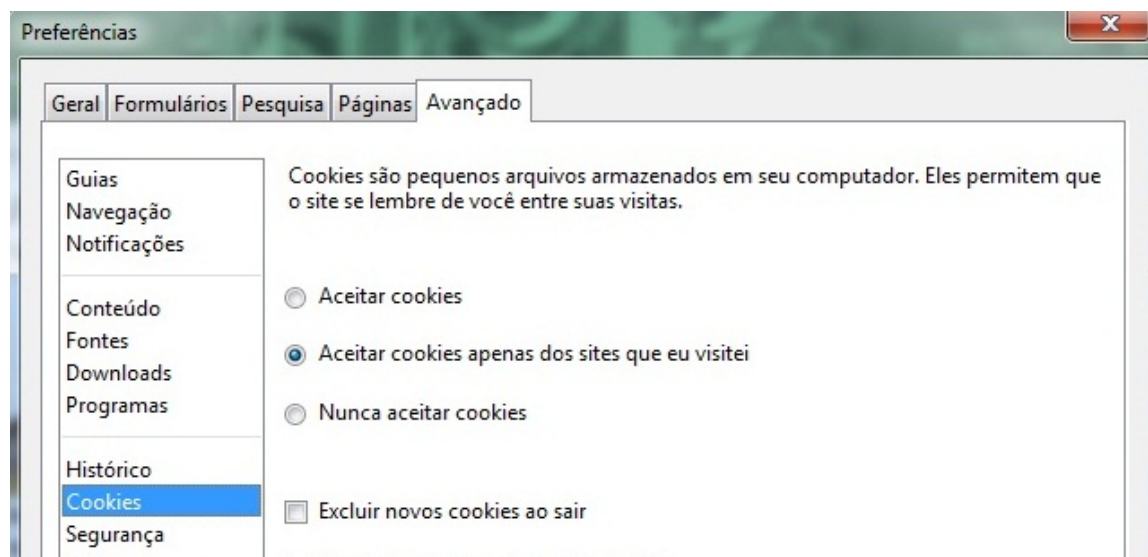 Preferências
Geral Formulários Pesquisa Páginas Avançado
Guias
Navegação
Notificações
Conteúdo
Fontes
Downloads
Programas
Histórico
Cookies
Segurança
Cookies são pequenos arquivos armazenados em seu computador. Eles permitem que
o site se lembre de você entre suas visitas.
Aceitar cookies
Aceitar cookies apenas dos sites que eu visitei
Nunca aceitar cookies
Excluir novos cookies ao sair